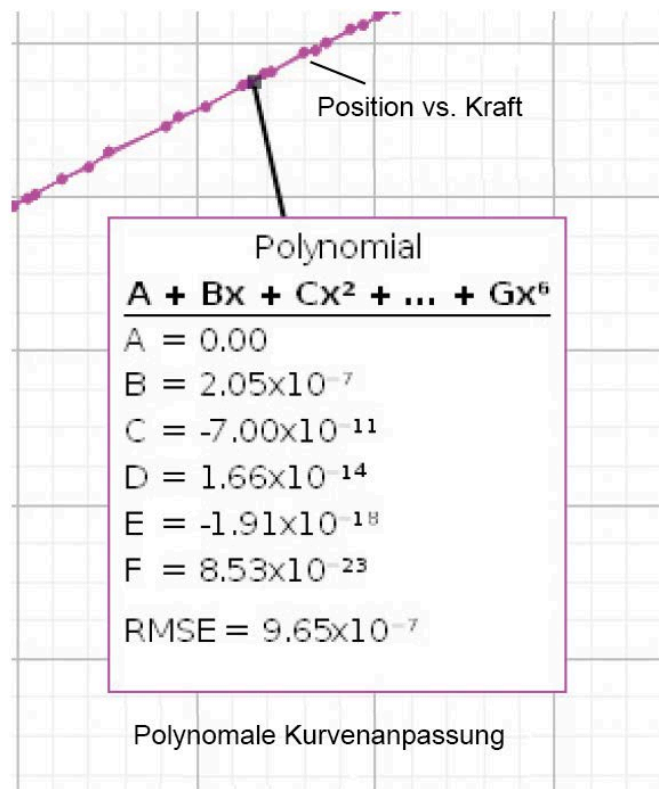 Position vs. Kraft
Polynomial
A + Bx + Cx² + ... + Gx⁶
A = 0.00
B = 2.05x10⁻⁷
C = -7.00x10⁻¹¹
D = 1.66x10⁻¹⁴
E = -1.91x10⁻¹⁸
F = 8.53x10⁻²³
RMSE = 9.65x10⁻⁷
Polynomale Kurvenanpassung